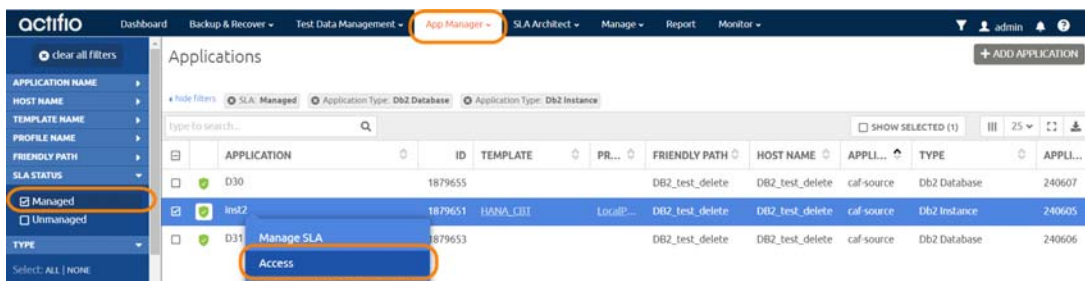 actifio Dashboard Backup & Recover Test Data Management App Manager SLA Architect Manage Report Monitor admin
clear all filters
Applications
+ ADD APPLICATION
APPLICATION NAME
HOST NAME
TEMPLATE NAME
PROFILE NAME
FRIENDLY PATH
SLA STATUS
Managed
Unmanaged
TYPE
Select: ALL | NONE
hide filters SLA: Managed Application Type: Db2 Database Application Type: Db2 Instance
type to search... SHOW SELECTED (1) 25
APPLICATION ID TEMPLATE PR... FRIENDLY PATH HOST NAME APPLI... TYPE APPLI...
D30 1879655 DB2_test_delete DB2_test_delete caf-source Db2 Database 240607
inst2 1879651 HANA_CBT LocalP... DB2_test_delete DB2_test_delete caf-source Db2 Instance 240605
D31 1879653 DB2_test_delete DB2_test_delete caf-source Db2 Database 240606
Manage SLA
Access